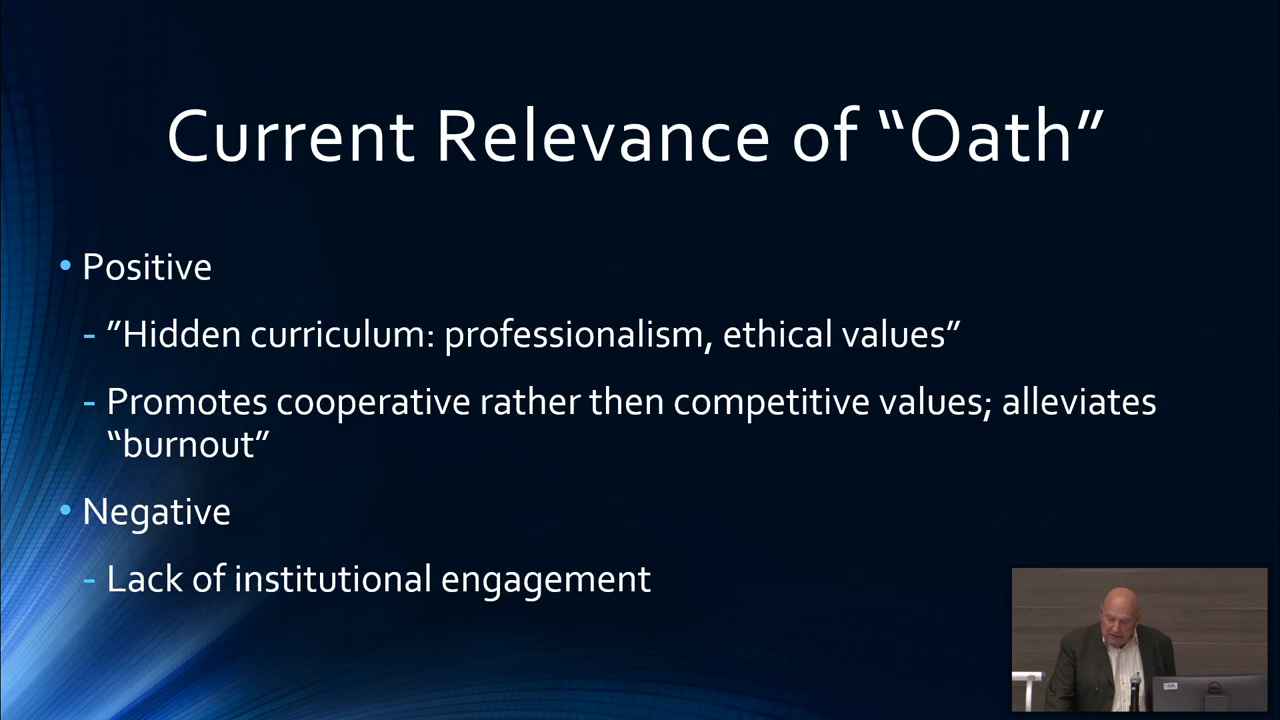 Current Relevance of “Oath”
• Positive
- ”Hidden curriculum: professionalism, ethical values”
- Promotes cooperative rather then competitive values; alleviates
“burnout”
• Negative
- Lack of institutional engagement